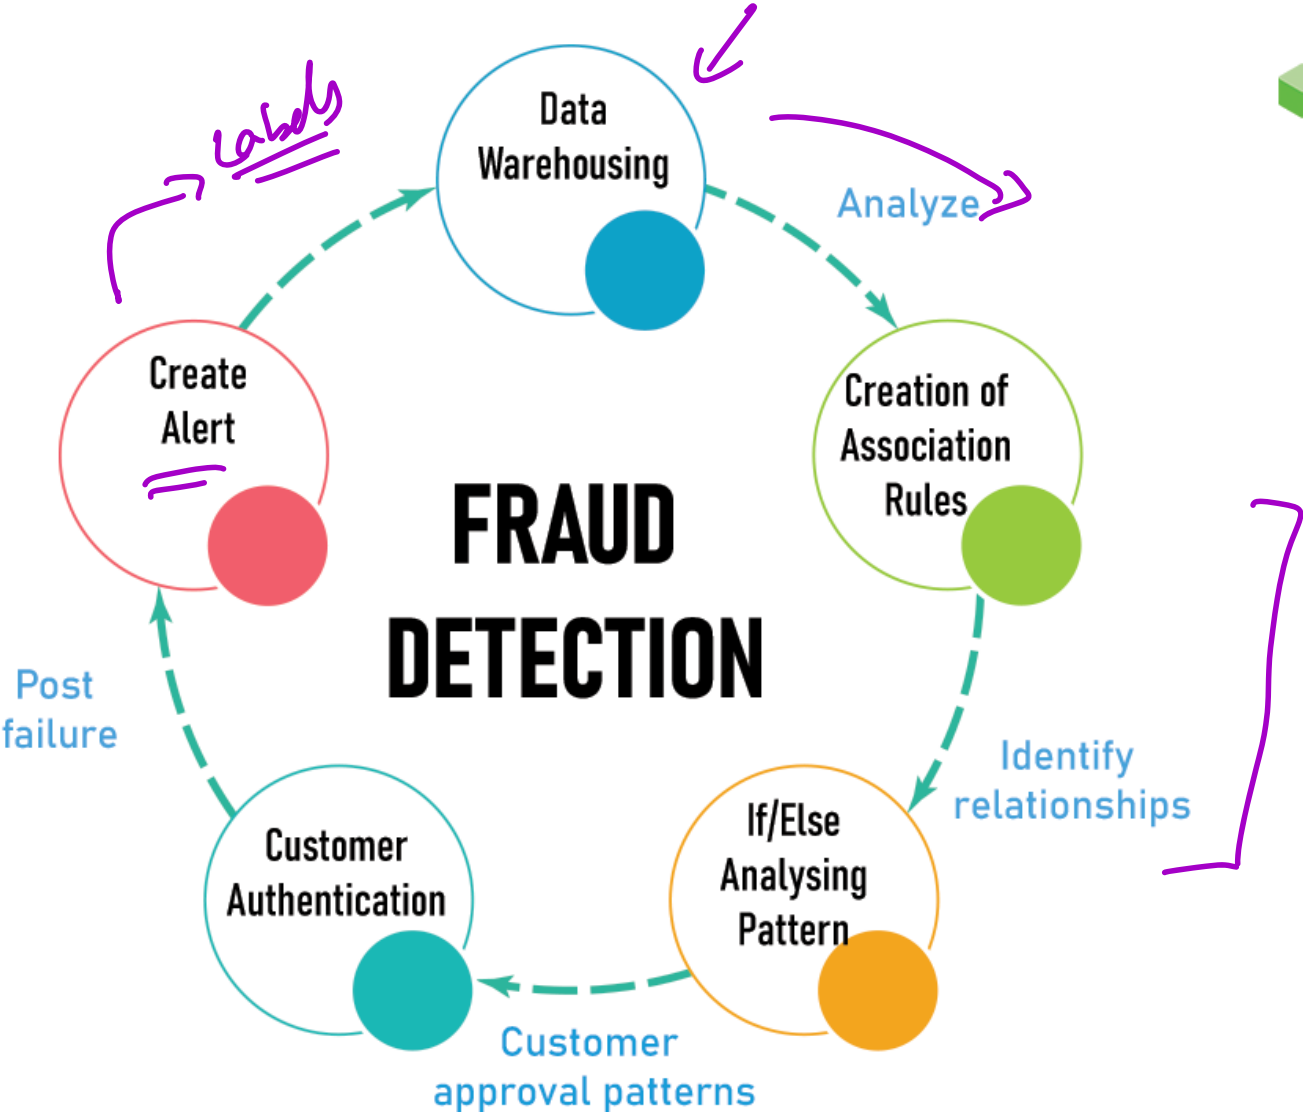 Labels
Data
Warehousing
Analyze
Create
Alert
Creation of
Association
Rules
FRAUD
DETECTION
Post
failure
Identify
relationships
If/Else
Analysing
Pattern
Customer
Authentication
Customer
approval patterns